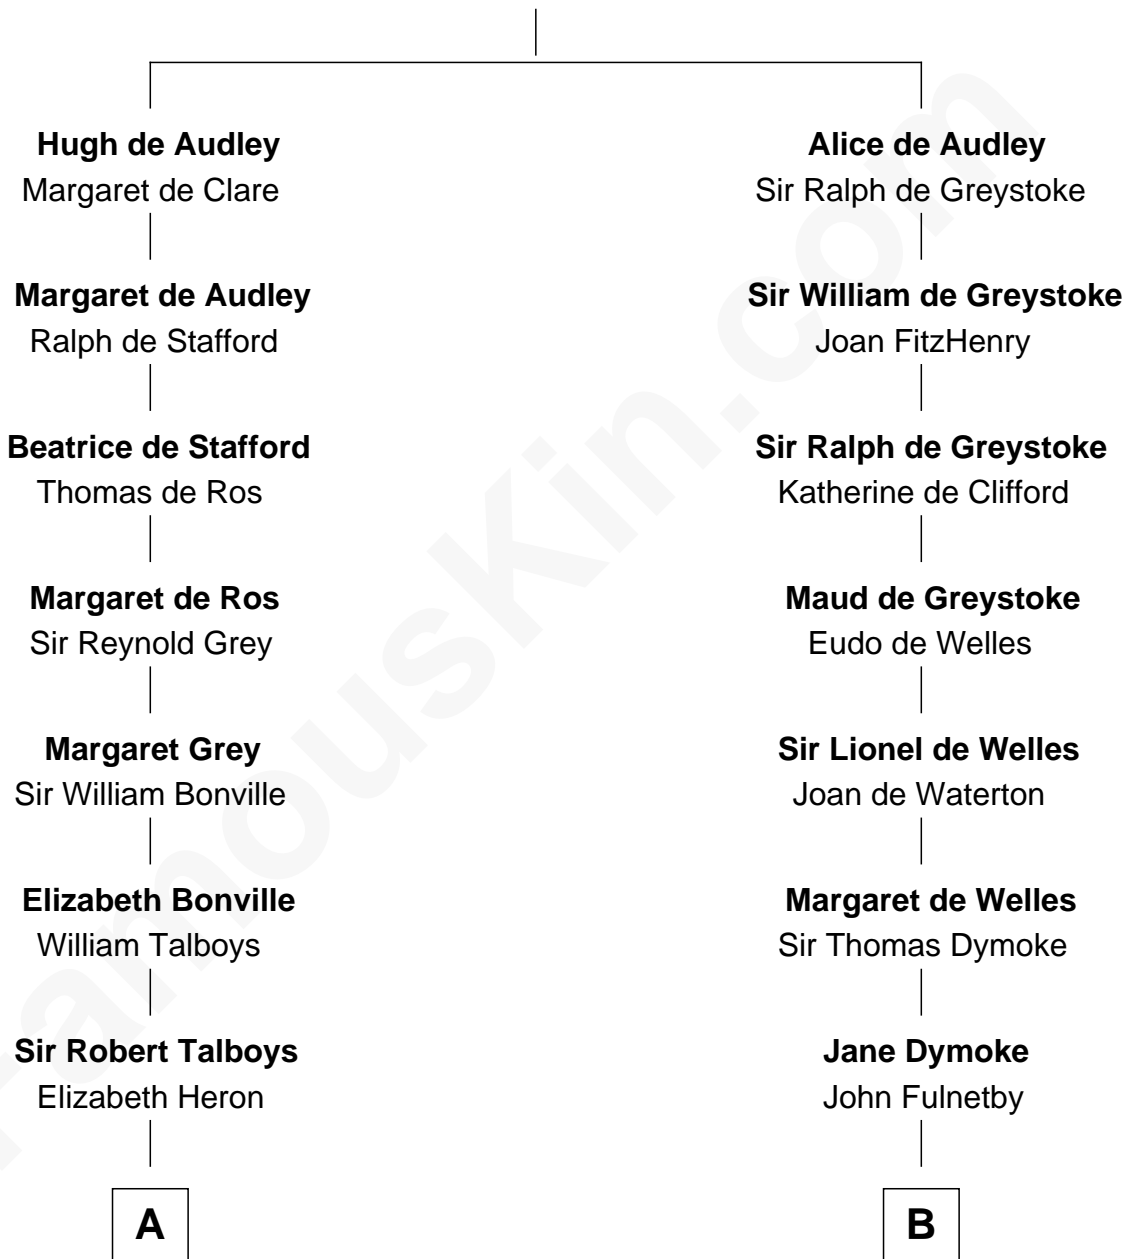 Hugh de Audley
Margaret de Clare
Margaret de Audley
Ralph de Stafford
Beatrice de Stafford
Thomas de Ros
Margaret de Ros
Sir Reynold Grey
Margaret Grey
Sir William Bonville
Elizabeth Bonville
William Talboys
Sir Robert Talboys
Elizabeth Heron
A
Alice de Audley
Sir Ralph de Greystoke
Sir William de Greystoke
Joan FitzHenry
Sir Ralph de Greystoke
Katherine de Clifford
Maud de Greystoke
Eudo de Welles
Sir Lionel de Welles
Joan de Waterton
Margaret de Welles
Sir Thomas Dymoke
Jane Dymoke
John Fulnetby
B
FamousKin.com